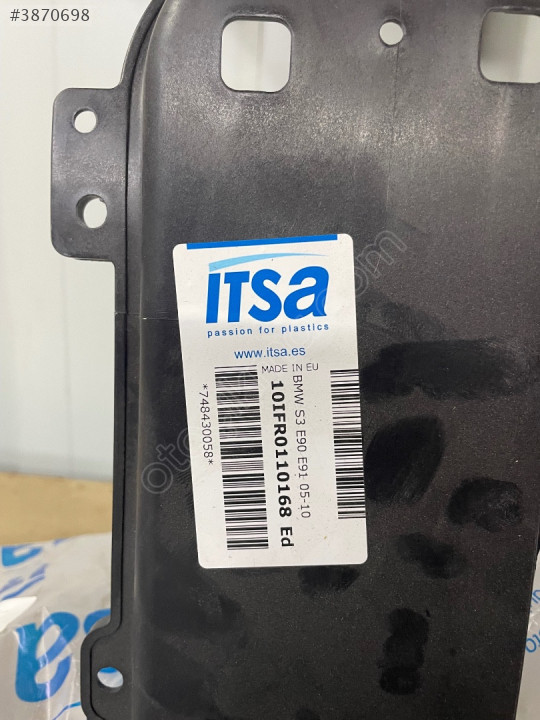 #3870698
ITSA
passion for plastics
www.itsa.es
MADE IN EU
BMW S3 E90 E91 05-10
10IFR0110168 Ed
*748430058*